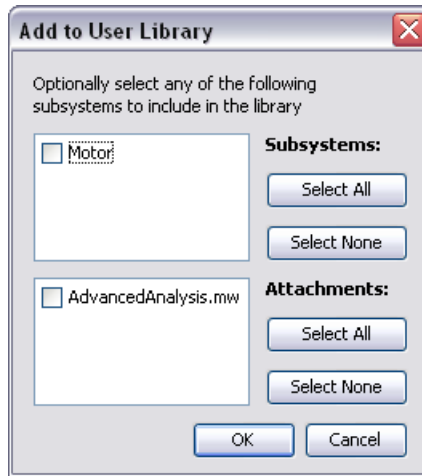 Add to User Library
Optionally select any of the following
subsystems to include in the library
Motor
Subsystems:
Select All
Select None
AdvancedAnalysis.mw
Attachments:
Select All
Select None
OK
Cancel